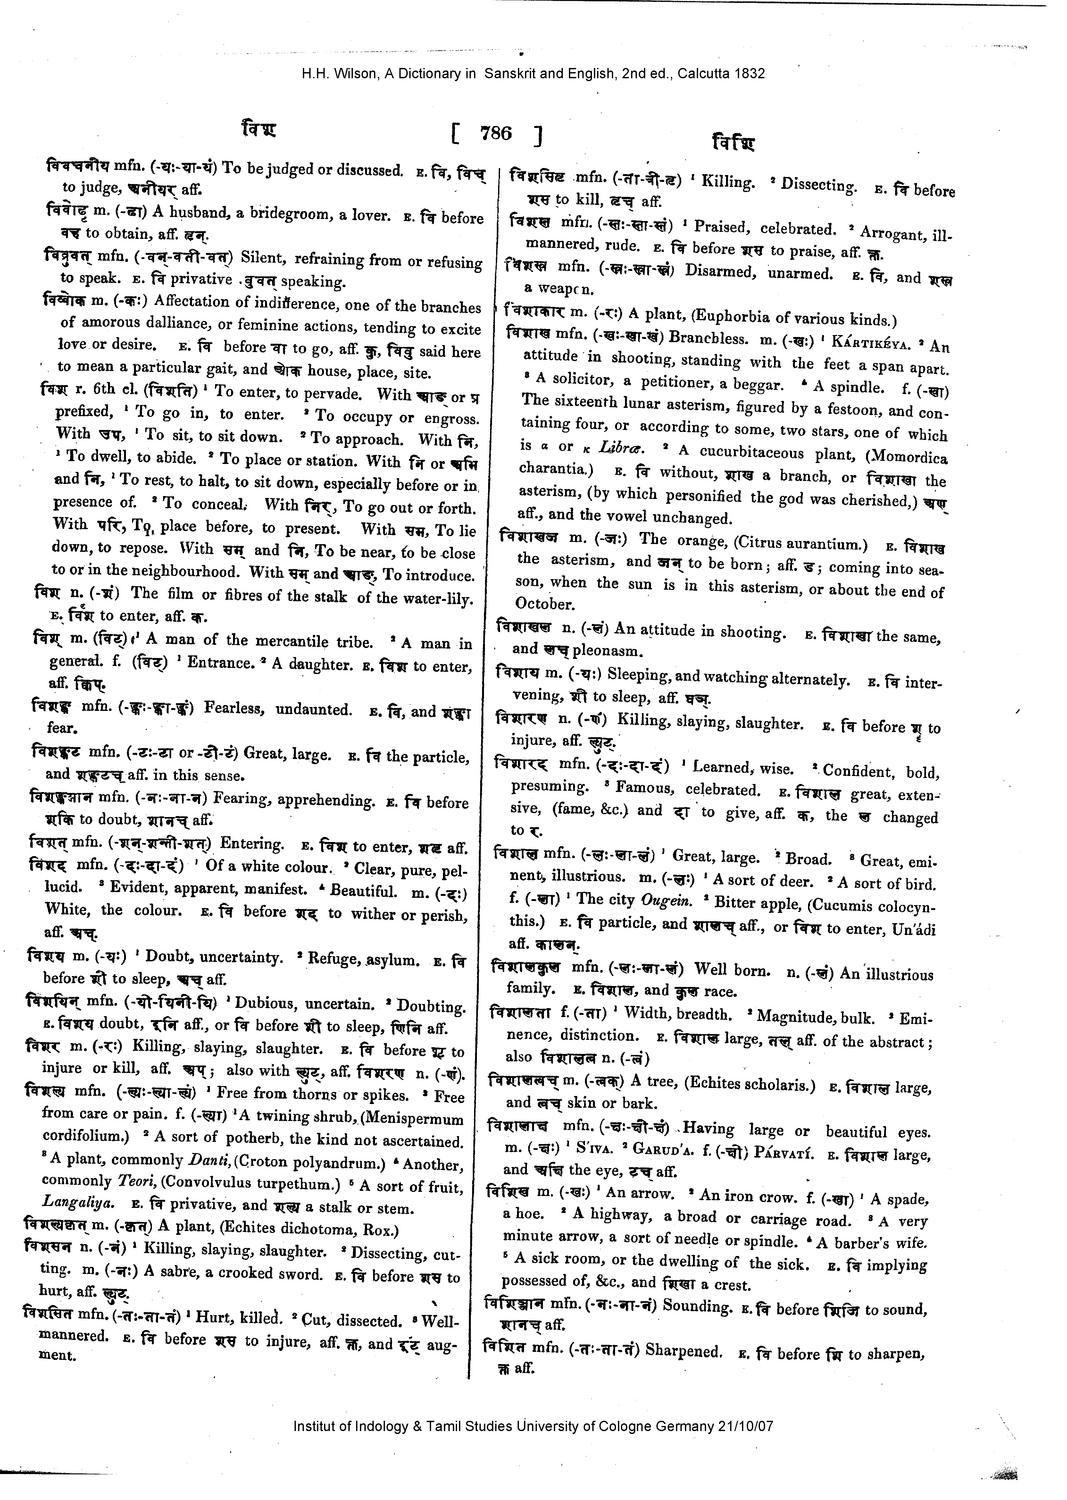 H.H. Wilson, A Dictionary in Sanskrit and English, 2nd ed., Calcutta 1832
विश
[ 786 ]
विशि
विवचनीय mfn. (-यः-या-यं) To be judged or discussed. E. वि, विच्
to judge, अनीयर् aff.
विवोढृ m. (-ढा) A husband, a bridegroom, a lover. E. वि before
वह to obtain, aff. तृन्.
विब्रुवत् mfn. (-वन्-वती-वत्) Silent, refraining from or refusing
to speak. E. वि privative ब्रुवत् speaking.
विव्वोक m. (-कः) Affectation of indifference, one of the branches
of amorous dalliance, or feminine actions, tending to excite
love or desire. E. वि before वा to go, aff. कु, विवु said here
to mean a particular gait, and ओक house, place, site.
विश r. 6th cl. (विशति) ¹ To enter, to pervade. With आङ् or प्र
prefixed, ¹ To go in, to enter. ² To occupy or engross.
With उप, ¹ To sit, to sit down. ² To approach. With नि,
¹ To dwell, to abide. ² To place or station. With नि or अभि
and नि, ¹ To rest, to halt, to sit down, especially before or in
presence of. ² To conceal. With निर्, To go out or forth.
With परि, To place before, to present. With सम, To lie
down, to repose. With सम् and नि, To be near, to be close
to or in the neighbourhood. With सम् and आङ्, To introduce.
विश n. (-शं) The film or fibres of the stalk of the water-lily.
E. विश to enter, aff. क.
विश् m. (विट्) ¹ A man of the mercantile tribe. ² A man in
general. f. (विट्) ¹ Entrance. ² A daughter. E. विश to enter,
aff. क्विप्.
विशङ्क mfn. (-ङ्कः-ङ्का-ङ्कं) Fearless, undaunted. E. वि, and शंङ्का
fear.
विशङ्कट mfn. (-टः-टा or -टी-टं) Great, large. E. वि the particle,
and शङ्कटच् aff. in this sense.
विशङ्कमान mfn. (-नः-ना-न) Fearing, apprehending. E. वि before
शकि to doubt, शानच् aff.
विशत् mfn. (-शन्-शन्ती-शत्) Entering. E. विश to enter, शतृ aff.
विशद mfn. (-दः-दा-दं) ¹ Of a white colour. ² Clear, pure, pel-
lucid. ³ Evident, apparent, manifest. ⁴ Beautiful. m. (-दः)
White, the colour. E. वि before शद to wither or perish,
aff. अच्.
विशय m. (-यः) ¹ Doubt, uncertainty. ² Refuge, asylum. E. वि
before शी to sleep, अच् aff.
विशयिन् mfn. (-यी-यिनी-यि) ¹ Dubious, uncertain. ² Doubting.
E. विशय doubt, इनि aff., or वि before शी to sleep, णिनि aff.
विशर m. (-रः) Killing, slaying, slaughter. E. वि before शॄ to
injure or kill, aff. अप्; also with ल्युट्, aff. विशरण n. (-णं).
विशल्य mfn. (-ल्यः-ल्या-ल्यं) ¹ Free from thorns or spikes. ² Free
from care or pain. f. (-ल्या) ¹ A twining shrub, (Menispermum
cordifolium.) ² A sort of potherb, the kind not ascertained.
³ A plant, commonly Danti, (Croton polyandrum.) ⁴ Another,
commonly Teori, (Convolvulus turpethum.) ⁵ A sort of fruit,
Langaliya. E. वि privative, and शल्य a stalk or stem.
विशल्यकृत् m. (-कृत्) A plant, (Echites dichotoma, Rox.)
विशसन n. (-नं) ¹ Killing, slaying, slaughter. ² Dissecting, cut-
ting. m. (-नः) A sabre, a crooked sword. E. वि before शस to
hurt, aff. ल्युट्.
विशसित mfn. (-तः-ता-तं) ¹ Hurt, killed. ² Cut, dissected. ³ Well-
mannered. E. वि before शस to injure, aff. क्त, and इट् aug-
ment.
विशसितृ mfn. (-ता-त्री-तृ) ¹ Killing. ² Dissecting. E. वि before
शस to kill, तृच् aff.
विशस्त mfn. (-स्तः-स्ता-स्तं) ¹ Praised, celebrated. ² Arrogant, ill-
mannered, rude. E. वि before शस to praise, aff. क्त.
विशस्त्र mfn. (-स्त्रः-स्त्रा-स्त्रं) Disarmed, unarmed. E. वि, and शस्त्र
a weapon.
विशाकार m. (-रः) A plant, (Euphorbia of various kinds.)
विशाख mfn. (-खः-खा-खं) Branchless. m. (-खः) ¹ KÁRTIKÉYA. ² An
attitude in shooting, standing with the feet a span apart.
³ A solicitor, a petitioner, a beggar. ⁴ A spindle. f. (-खा)
The sixteenth lunar asterism, figured by a festoon, and con-
taining four, or according to some, two stars, one of which
is α or κ Libræ. ² A cucurbitaceous plant, (Momordica
charantia.) E. वि without, शाख a branch, or विशाखा the
asterism, (by which personified the god was cherished,) अण्
aff., and the vowel unchanged.
विशाखज m. (-जः) The orange, (Citrus aurantium.) E. विशाख
the asterism, and जन् to be born; aff. ड; coming into sea-
son, when the sun is in this asterism, or about the end of
October.
विशाखल n. (-लं) An attitude in shooting. E. विशाखा the same,
and लच् pleonasm.
विशाय m. (-यः) Sleeping, and watching alternately. E. वि inter-
vening, शी to sleep, aff. घञ्.
विशारण n. (-णं) Killing, slaying, slaughter. E. वि before शॄ to
injure, aff. ल्युट्.
विशारद mfn. (-दः-दा-दं) ¹ Learned, wise. ² Confident, bold,
presuming. ³ Famous, celebrated. E. विशाल great, exten-
sive, (fame, &c.) and दा to give, aff. क, the ल changed
to र.
विशाल mfn. (-लः-ला-लं) ¹ Great, large. ² Broad. ³ Great, emi-
nent, illustrious. m. (-लः) ¹ A sort of deer. ² A sort of bird.
f. (-ला) ¹ The city Ougein. ² Bitter apple, (Cucumis colocyn-
this.) E. वि particle, and शालच् aff., or विश to enter, Un'ádi
aff. कालन्.
विशालकुल mfn. (-लः-ला-लं) Well born. n. (-लं) An illustrious
family. E. विशाल, and कुल race.
विशालता f. (-ता) ¹ Width, breadth. ² Magnitude, bulk. ³ Emi-
nence, distinction. E. विशाल large, तल् aff. of the abstract;
also विशालत्व n. (-त्वं)
विशालत्वच् m. (-त्वक्) A tree, (Echites scholaris.) E. विशाल large,
and त्वच् skin or bark.
विशालाक्ष mfn. (-क्षः-क्षी-क्षं) Having large or beautiful eyes.
m. (-क्षः) ¹ S'IVA. ² GARUD'A. f. (-क्षी) PÁRVATÍ. E. विशाल large,
and अक्षि the eye, टच् aff.
विशिख m. (-खः) ¹ An arrow. ² An iron crow. f. (-खा) ¹ A spade,
a hoe. ² A highway, a broad or carriage road. ³ A very
minute arrow, a sort of needle or spindle. ⁴ A barber's wife.
⁵ A sick room, or the dwelling of the sick. E. वि implying
possessed of, &c., and शिखा a crest.
विशिञ्जान mfn. (-नः-ना-नं) Sounding. E. वि before शिजि to sound,
शानच् aff.
विशित mfn. (-तः-ता-तं) Sharpened. E. वि before शि to sharpen,
क्त aff.
Institut of Indology & Tamil Studies University of Cologne Germany 21/10/07